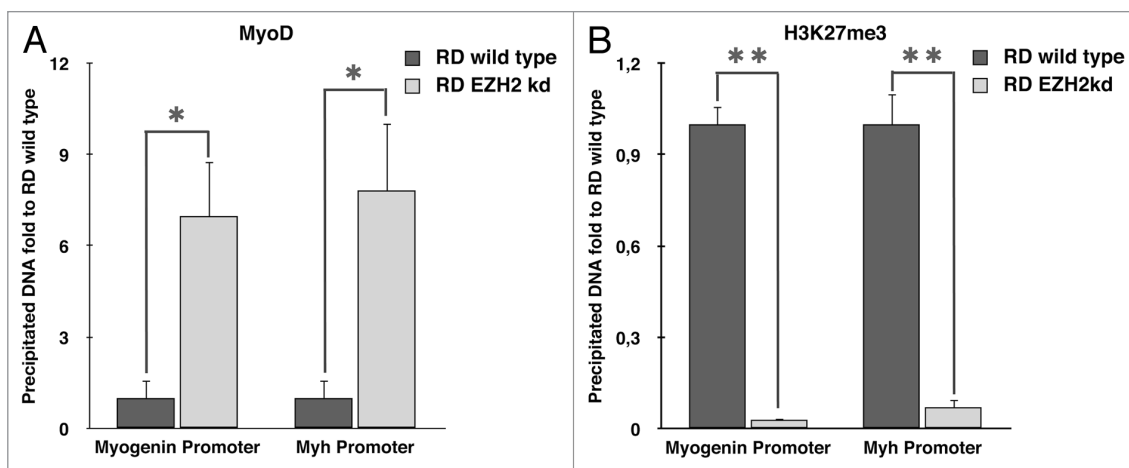 A
MyoD
RD wild type
RD EZH2 kd
Precipitated DNA fold to RD wild type
12
9
6
3
0
*
*
Myogenin Promoter
Myh Promoter
B
H3K27me3
RD wild type
RD EZH2kd
Precipitated DNA fold to RD wild type
1,2
0,9
0,6
0,3
0
**
**
Myogenin Promoter
Myh Promoter